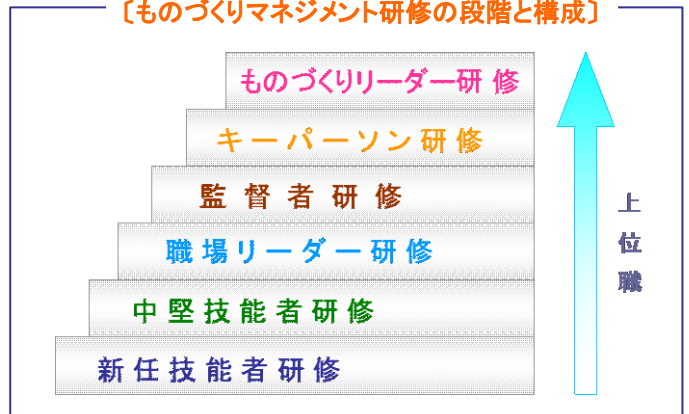 〔ものづくりマネジメント研修の段階と構成〕
ものづくりリーダー研修
キーパーソン研修
監督者研修
職場リーダー研修
中堅技能者研修
新任技能者研修
上位職